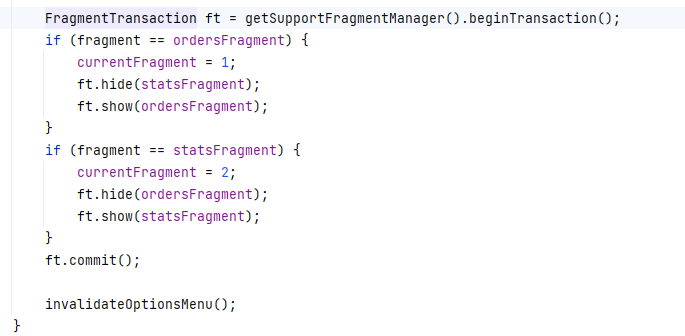 FragmentTransaction ft = getSupportFragmentManager().beginTransaction();
if (fragment == ordersFragment) {
currentFragment = 1;
ft.hide(statsFragment);
ft.show(ordersFragment);
}
if (fragment == statsFragment) {
currentFragment = 2;
ft.hide(ordersFragment);
ft.show(statsFragment);
}
ft.commit();
invalidateOptionsMenu();
}